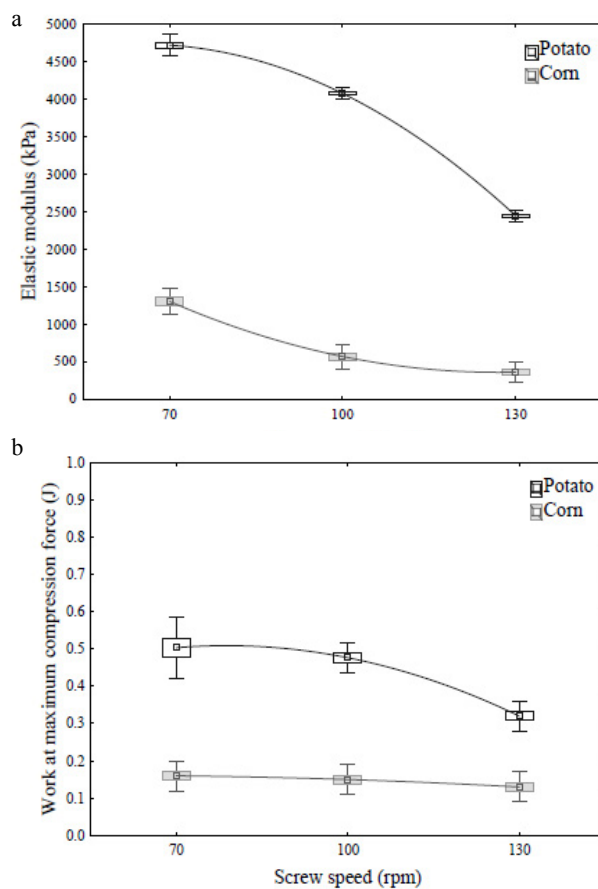 a
5000
4500
4000
3500
3000
2500
2000
1500
1000
500
0
Elastic modulus (kPa)
Potato
Corn
70 100 130
b
1.0
0.9
0.8
0.7
0.6
0.5
0.4
0.3
0.2
0.1
0.0
Work at maximum compression force (J)
Potato
Corn
70 100 130
Screw speed (rpm)